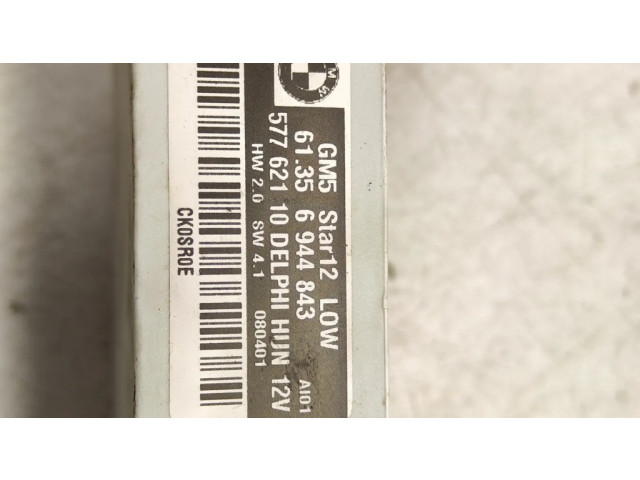 GM5 Star12 LOW
61.35 6 944 843 AI01
577 621 10 DELPHI HUN 12V
HW 2.0 SW 4.1 080401
CK0SR0E